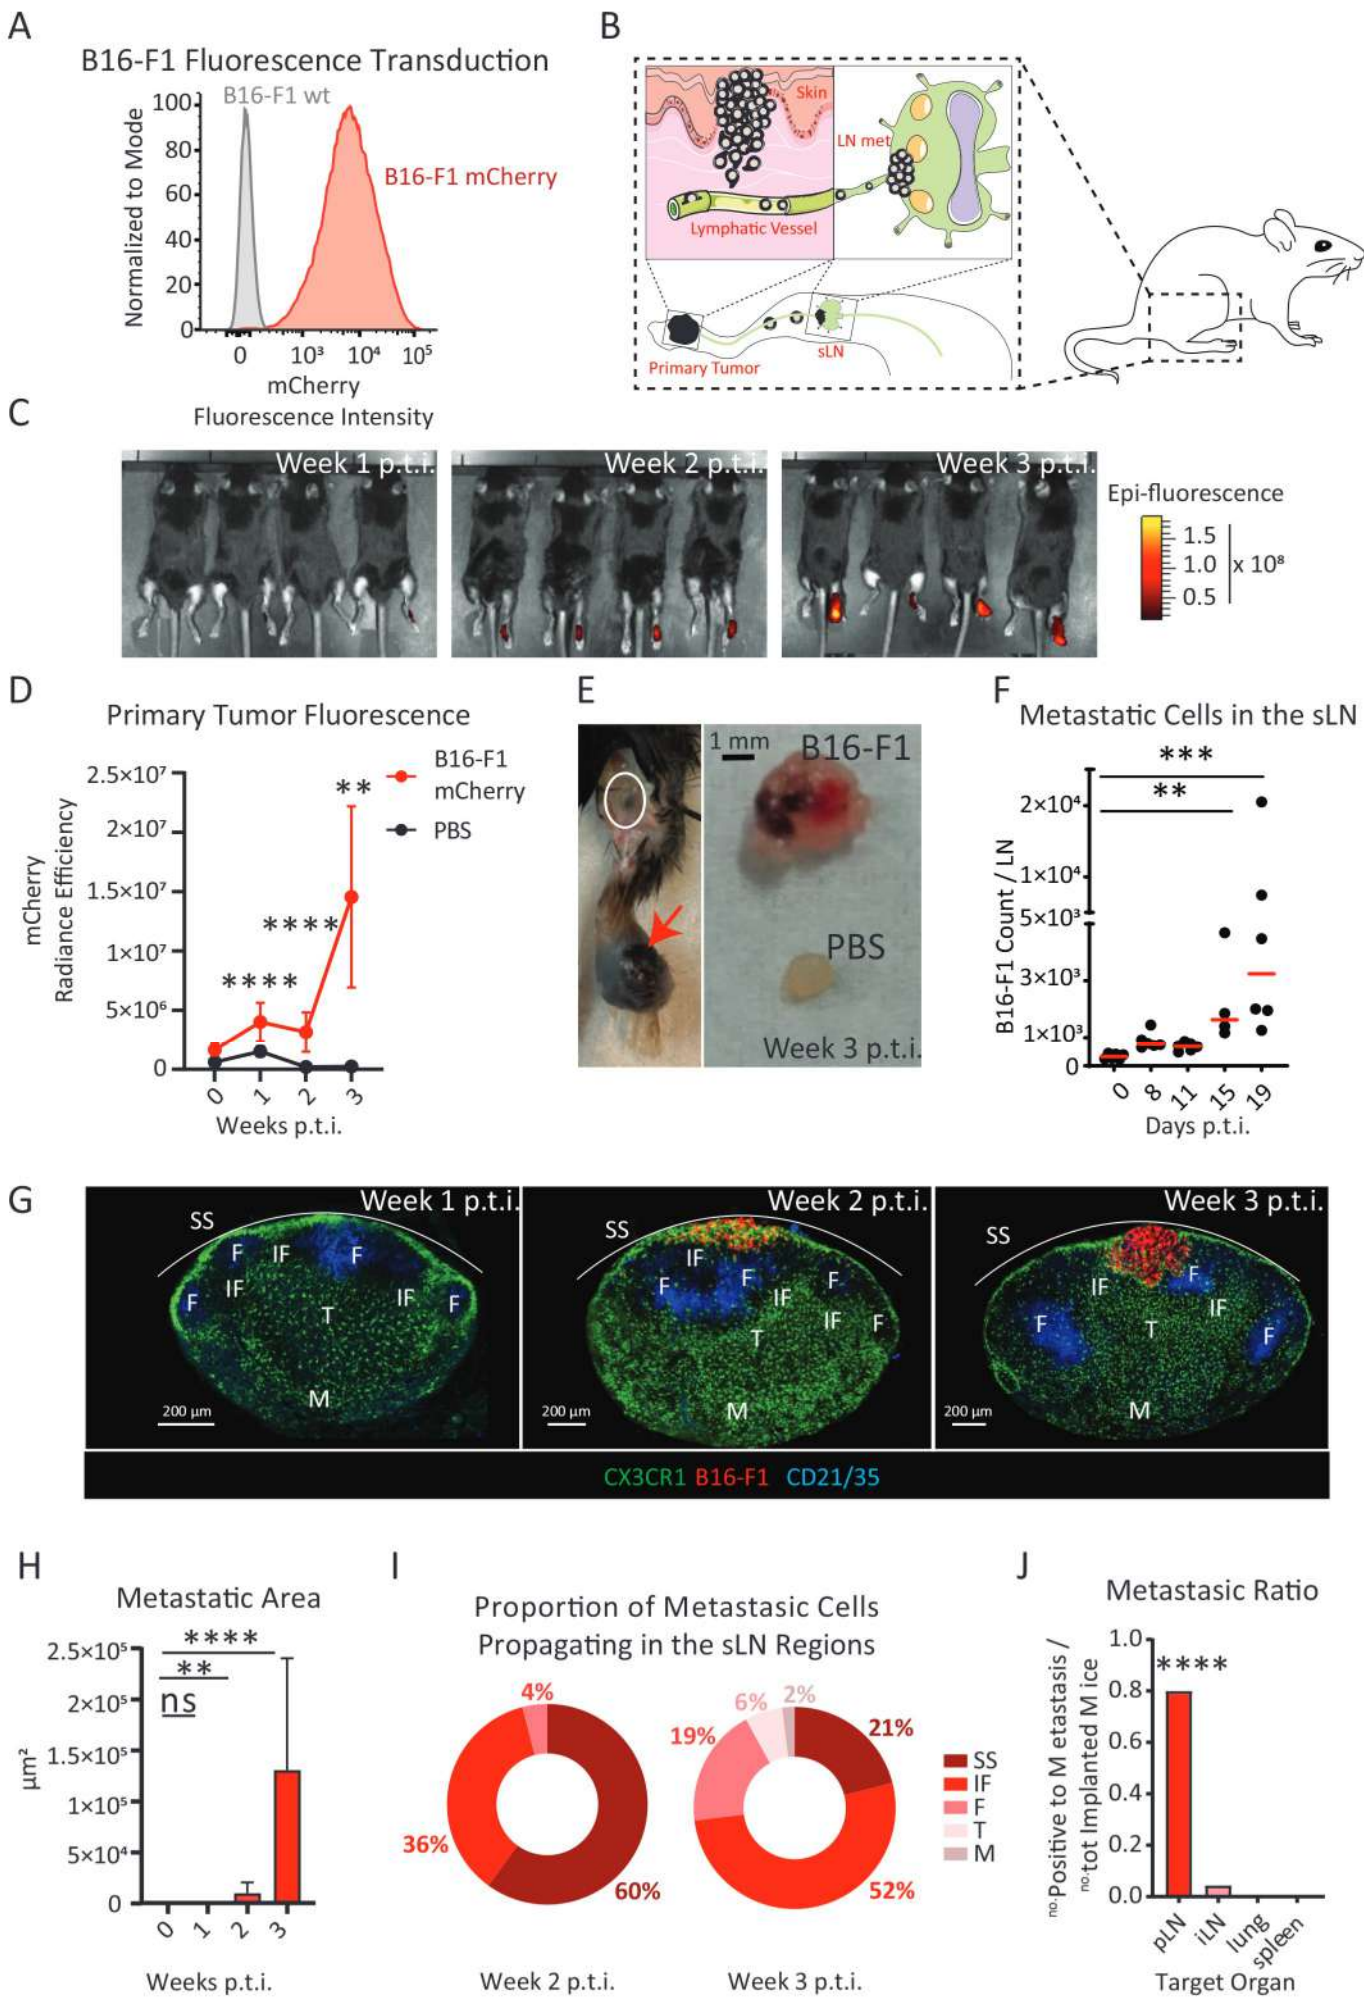 A
B16-F1 Fluorescence Transduction
B16-F1 wt
B16-F1 mCherry
Normalized to Mode
100
80
60
40
20
0
0
10³
10⁴
10⁵
mCherry
Fluorescence Intensity
B
Skin
LN met
Lymphatic Vessel
Primary Tumor
sLN
C
Week 1 p.t.i.
Week 2 p.t.i.
Week 3 p.t.i.
Epi-fluorescence
1.5
1.0
0.5
x 10⁸
D
Primary Tumor Fluorescence
B16-F1
mCherry
PBS
mCherry
Radiance Efficiency
2.5×10⁷
2×10⁷
1.5×10⁷
1×10⁷
5×10⁶
0
****
****
**
0
1
2
3
Weeks p.t.i.
E
1 mm
B16-F1
PBS
Week 3 p.t.i.
F
Metastatic Cells in the sLN
***
**
B16-F1 Count / LN
2×10⁴
1×10⁴
5×10³
3×10³
1×10³
0
0
8
11
15
19
Days p.t.i.
G
Week 1 p.t.i.
SS
F
IF
F
IF
IF
F
F
T
M
200 µm
Week 2 p.t.i.
SS
IF
F
F
F
IF
IF
F
T
M
200 µm
Week 3 p.t.i.
SS
IF
F
IF
F
T
F
M
200 µm
CX3CR1 B16-F1 CD21/35
H
Metastatic Area
µm²
2.5×10⁵
2×10⁵
1.5×10⁵
1×10⁵
5×10⁴
0
****
**
ns
0
1
2
3
Weeks p.t.i.
I
Proportion of Metastasic Cells
Propagating in the sLN Regions
4%
36%
60%
Week 2 p.t.i.
6%
2%
19%
21%
52%
Week 3 p.t.i.
SS
IF
F
T
M
J
Metastasic Ratio
no.Positive to M etastasis /
no.tot Implanted M ice
1.0
0.8
0.6
0.4
0.2
0.0
****
pLN
iLN
lung
spleen
Target Organ